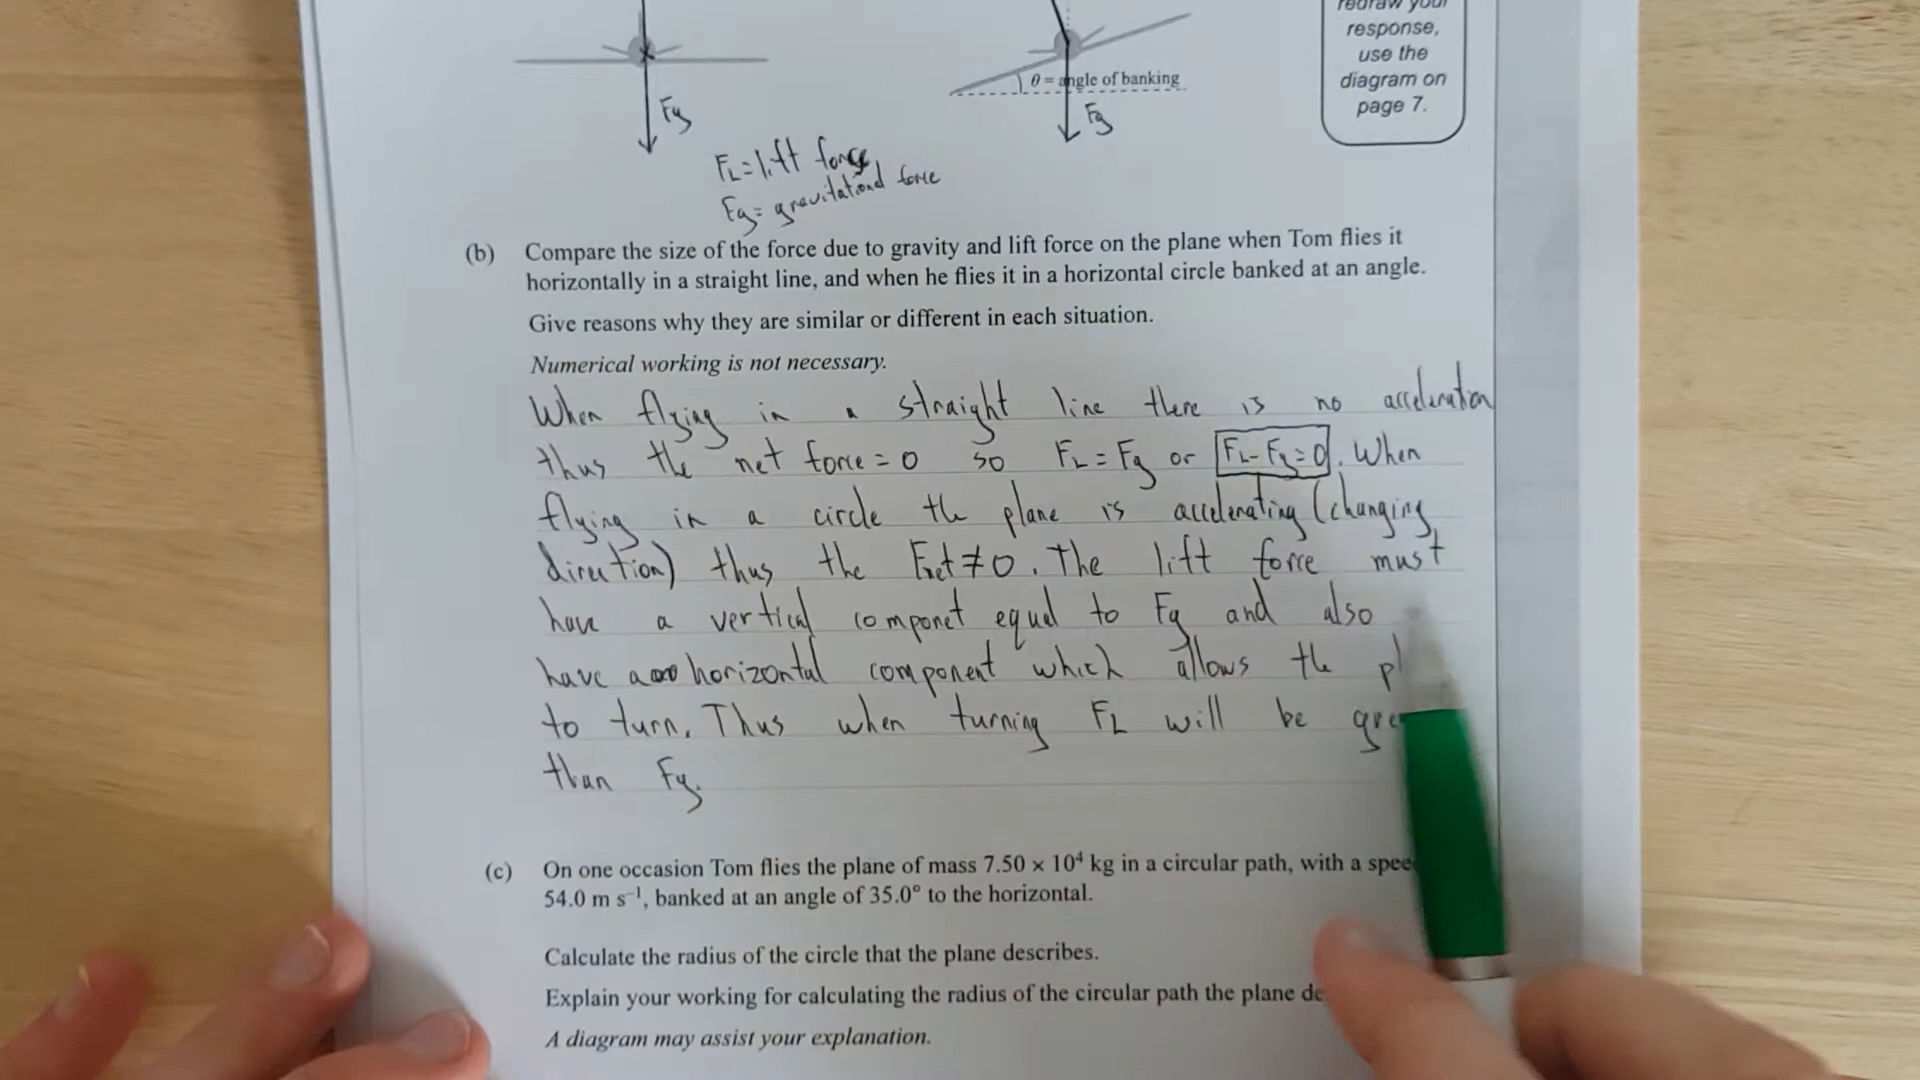 redraw your
response,
use the
diagram on
page 7.
θ = angle of banking
Fg
Fg
FL = lift force
Fg = gravitational force
(b) Compare the size of the force due to gravity and lift force on the plane when Tom flies it
horizontally in a straight line, and when he flies it in a horizontal circle banked at an angle.
Give reasons why they are similar or different in each situation.
Numerical working is not necessary.
When flying in a straight line there is no acceleration
thus the net force = 0 so FL = Fg or FL - Fg = 0. When
flying in a circle the plane is accelerating (changing
direction) thus the Fnet ≠ 0. The lift force must
have a vertical componet equal to Fg and also
have a horizontal component which allows the pl
to turn. Thus when turning FL will be gre
than Fg.
(c) On one occasion Tom flies the plane of mass 7.50 × 10⁴ kg in a circular path, with a spee
54.0 m s⁻¹, banked at an angle of 35.0° to the horizontal.
Calculate the radius of the circle that the plane describes.
Explain your working for calculating the radius of the circular path the plane de
A diagram may assist your explanation.